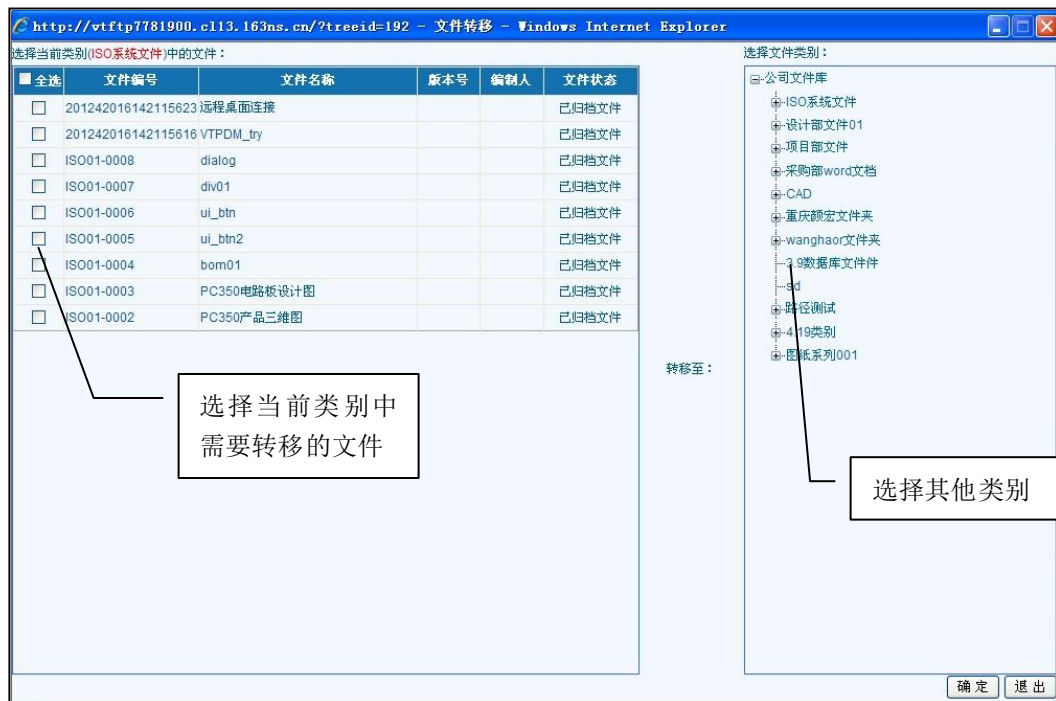 http://vtftp7781900.cl13.163ns.cn/?treeid=192 - 文件转移 - Windows Internet Explorer
选择当前类别(ISO系统文件)中的文件：
全选 文件编号 文件名称 版本号 编制人 文件状态
201242016142115623 远程桌面连接 已归档文件
201242016142115616 VTPDM_try 已归档文件
ISO01-0008 dialog 已归档文件
ISO01-0007 div01 已归档文件
ISO01-0006 ui_btn 已归档文件
ISO01-0005 ui_btn2 已归档文件
ISO01-0004 bom01 已归档文件
ISO01-0003 PC350电路板设计图 已归档文件
ISO01-0002 PC350产品三维图 已归档文件
选择当前类别中
需要转移的文件
转移至：
选择文件类别：
公司文件库
ISO系统文件
设计部文件01
项目部文件
采购部word文档
CAD
重庆颜宏文件夹
wanghaor文件夹
3.9数据库文件件
sd
路径测试
4.19类别
图纸系列001
选择其他类别
确定 退出